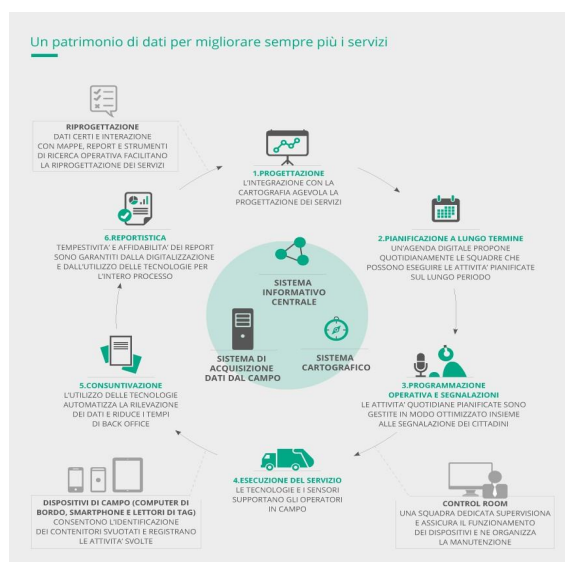 Un patrimonio di dati per migliorare sempre più i servizi
RIPROGETTAZIONE
DATI CERTI E INTERAZIONE
CON MAPPE, REPORT E STRUMENTI
DI RICERCA OPERATIVA FACILITANO
LA RIPROGETTAZIONE DEI SERVIZI
1.PROGETTAZIONE
L'INTEGRAZIONE CON LA
CARTOGRAFIA AGEVOLA LA
PROGETTAZIONE DEI SERVIZI
2.PIANIFICAZIONE A LUNGO TERMINE
UN'AGENDA DIGITALE PROPONE
QUOTIDIANAMENTE LE SQUADRE CHE
POSSONO ESEGUIRE LE ATTIVITA' PIANIFICATE
SUL LUNGO PERIODO
3.PROGRAMMAZIONE
OPERATIVA E SEGNALAZIONI
LE ATTIVITA' QUOTIDIANE PIANIFICATE SONO
GESTITE IN MODO OTTIMIZZATO INSIEME
ALLE SEGNALAZIONE DEI CITTADINI
CONTROL ROOM
UNA SQUADRA DEDICATA SUPERVISIONA
E ASSICURA IL FUNZIONAMENTO
DEI DISPOSITIVI E NE ORGANIZZA
LA MANUTENZIONE
4.ESECUZIONE DEL SERVIZIO
LE TECNOLOGIE E I SENSORI
SUPPORTANO GLI OPERATORI
IN CAMPO
DISPOSITIVI DI CAMPO (COMPUTER DI
BORDO, SMARTPHONE E LETTORI DI TAG)
CONSENTONO L'IDENTIFICAZIONE
DEI CONTENITORI SVUOTATI E REGISTRANO
LE ATTIVITA' SVOLTE
5.CONSUNTIVAZIONE
L'UTILIZZO DELLE TECNOLOGIE
AUTOMATIZZA LA RILEVAZIONE
DEI DATI E RIDUCE I TEMPI
DI BACK OFFICE
6.REPORTISTICA
TEMPESTIVITA' E AFFIDABILITA' DEI REPORT
SONO GARANTITI DALLA DIGITALIZZAZIONE
E DALL'UTILIZZO DELLE TECNOLOGIE PER
L'INTERO PROCESSO
SISTEMA
INFORMATIVO
CENTRALE
SISTEMA DI
ACQUISIZIONE
DATI DAL CAMPO
SISTEMA
CARTOGRAFICO